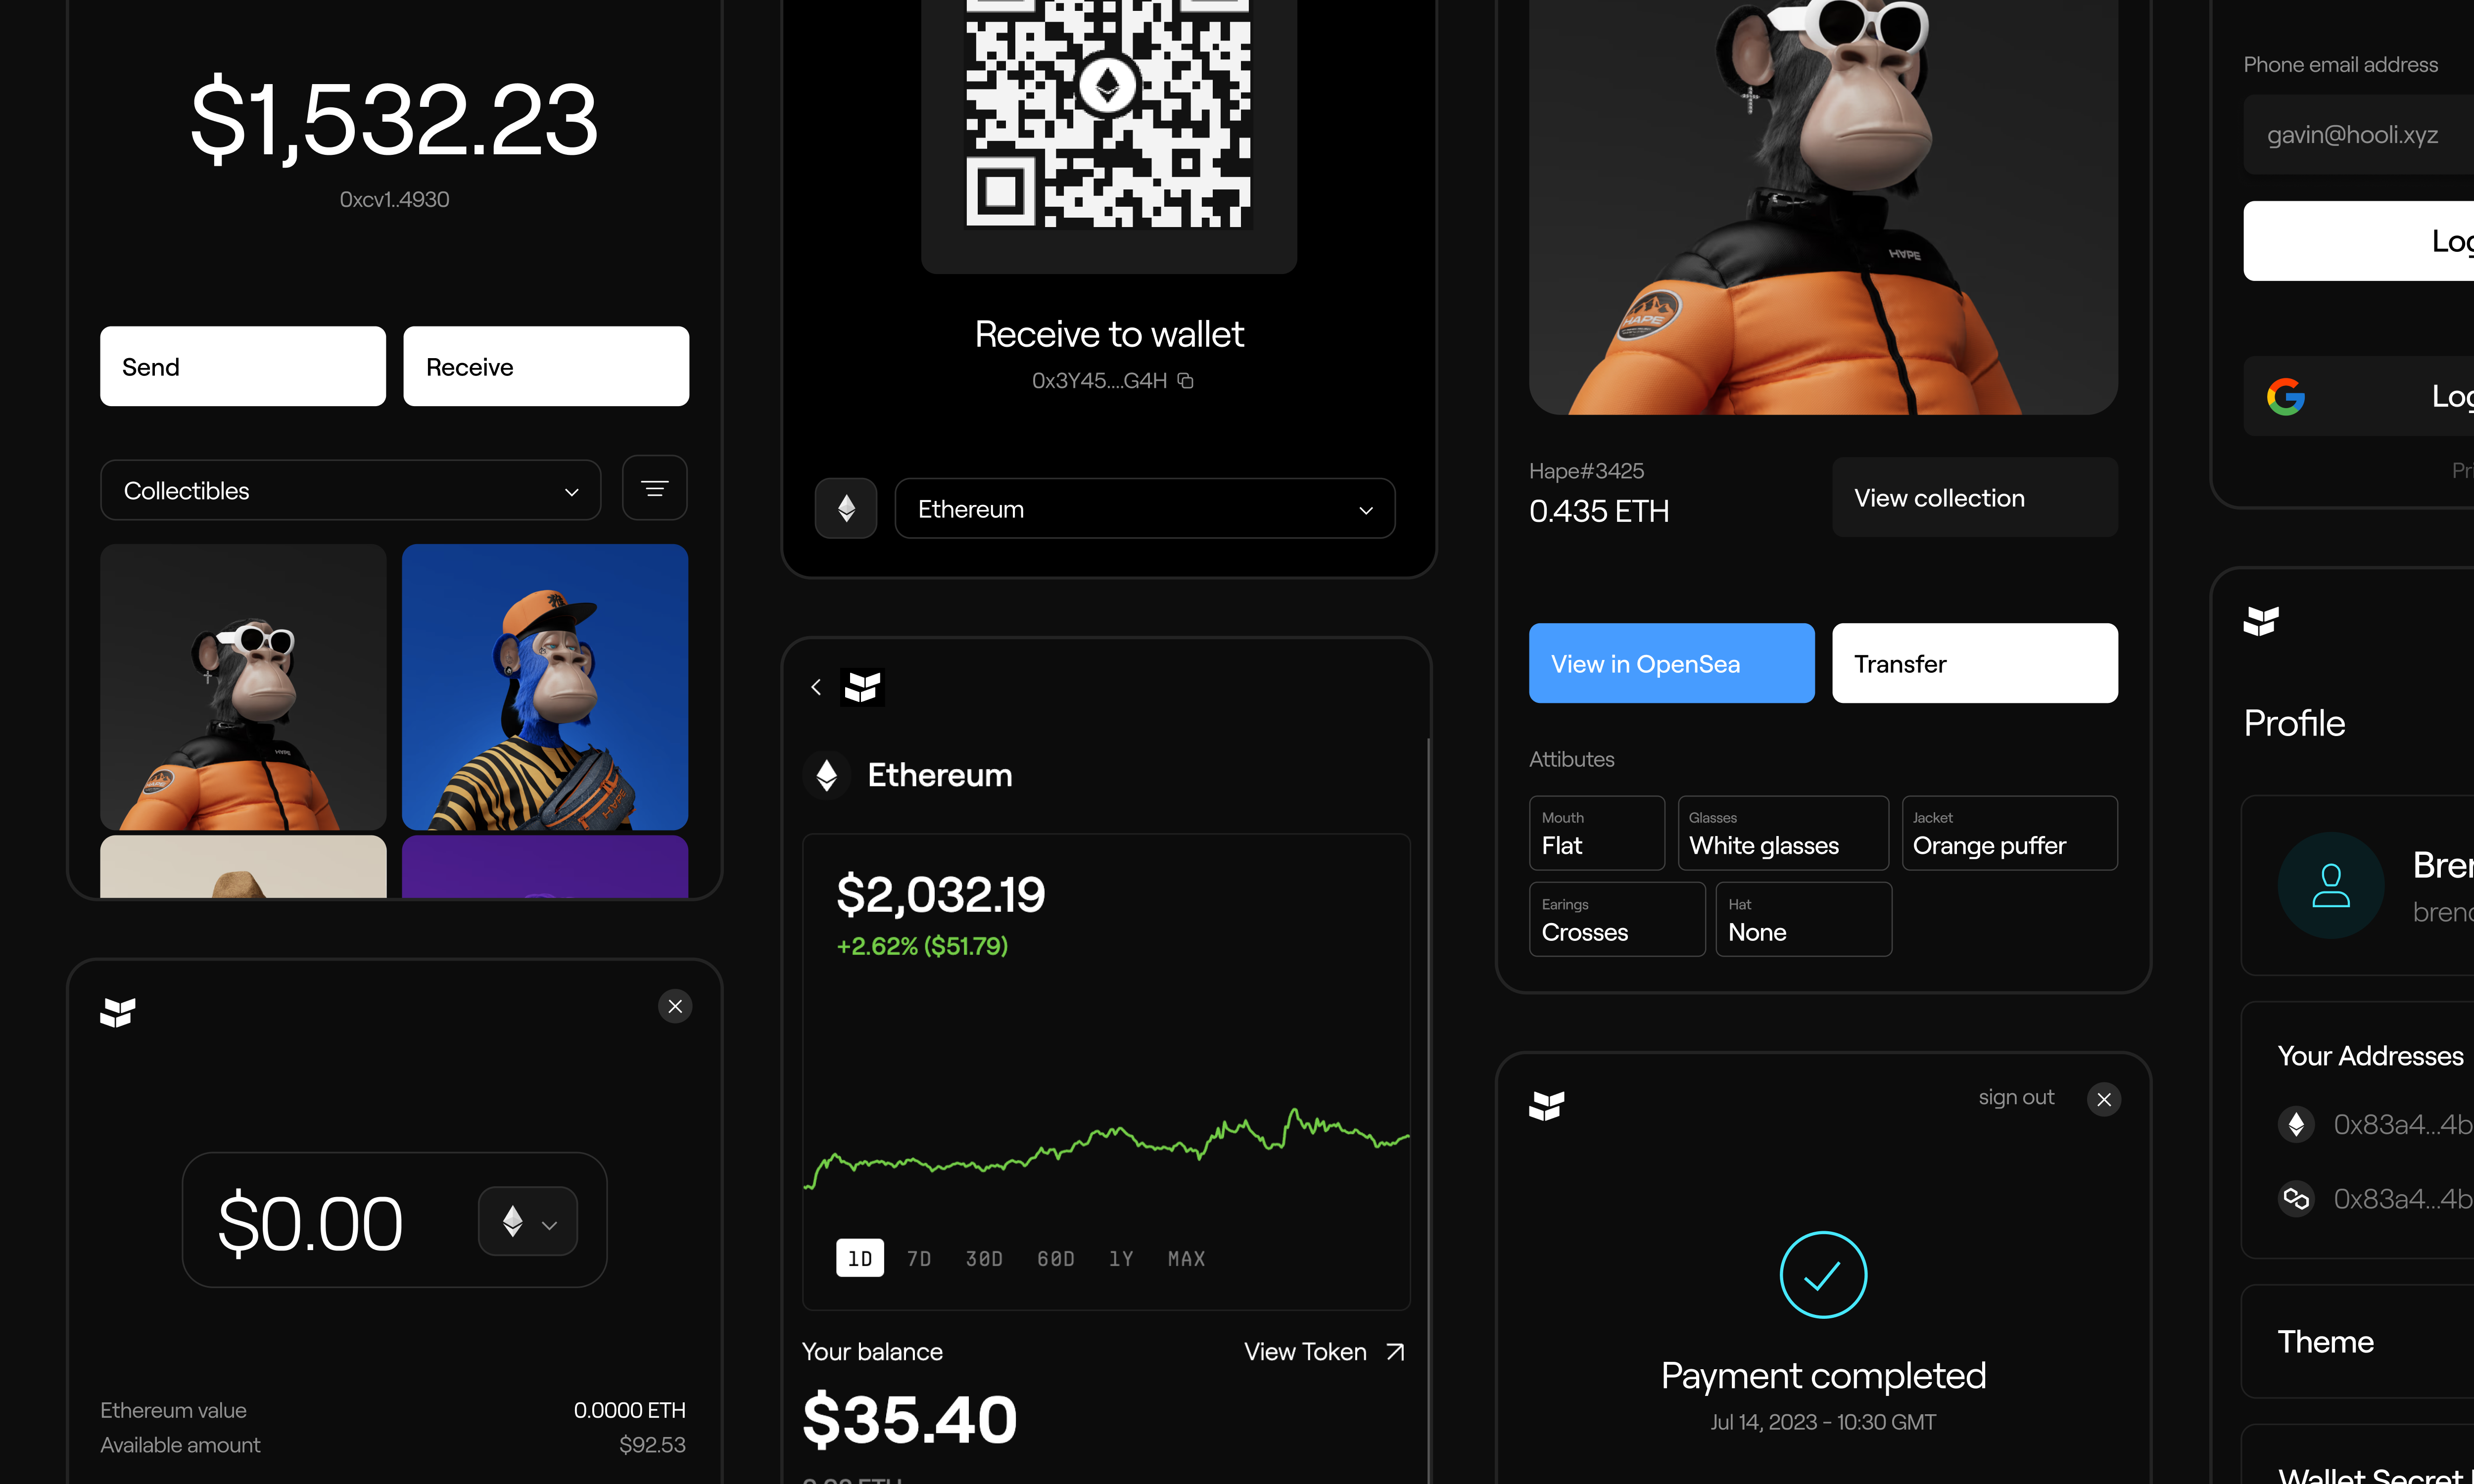 $1,532.23
0xcv1..4930
Send
Receive
Collectibles
$0.00
Ethereum value
0.0000 ETH
Available amount
$92.53
Receive to wallet
0x3Y45....G4H
Ethereum
Ethereum
$2,032.19
+2.62% ($51.79)
1D 7D 30D 60D 1Y MAX
Your balance
View Token
$35.40
HAPE
HAPE
Hape#3425
0.435 ETH
View collection
View in OpenSea
Transfer
Attibutes
Mouth
Flat
Glasses
White glasses
Jacket
Orange puffer
Earings
Crosses
Hat
None
sign out
Payment completed
Jul 14, 2023 - 10:30 GMT
Phone email address
gavin@hooli.xyz
Log
Log
Profile
Bren
Your Addresses
0x83a4...4b
0x83a4...4b
Theme
Wallet Secret